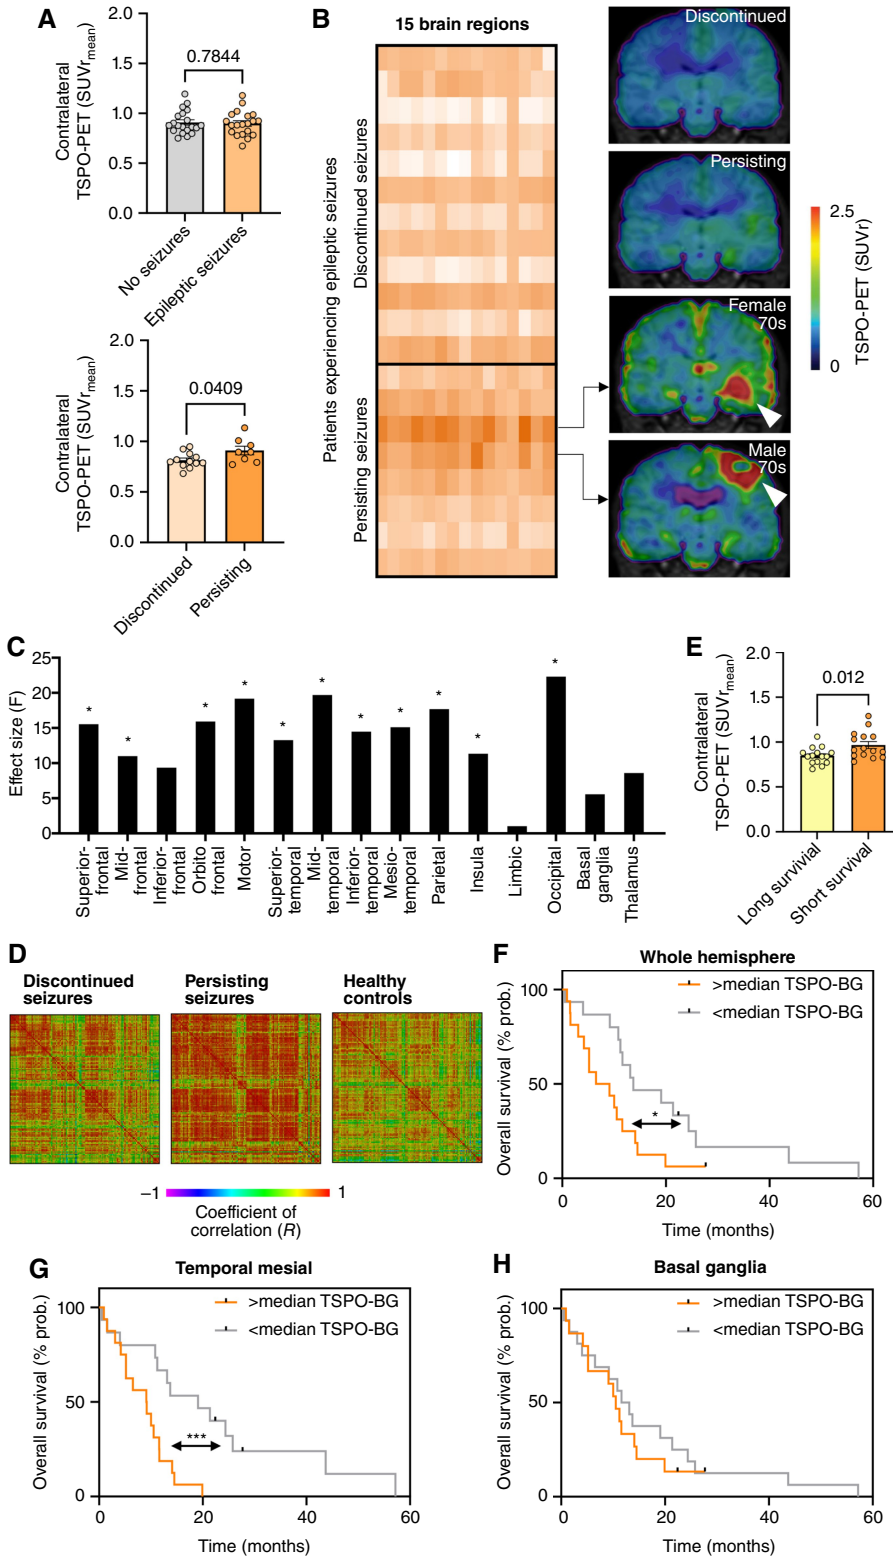 A
Contralateral
TSPO-PET (SUVr mean)
2.0
1.5
1.0
0.5
0.0
0.7844
No seizures
Epileptic seizures
Contralateral
TSPO-PET (SUVr mean)
2.0
1.5
1.0
0.5
0.0
0.0409
Discontinued
Persisting
B
15 brain regions
Patients experiencing epileptic seizures
Discontinued seizures
Persisting seizures
Discontinued
Persisting
Female
70s
Male
70s
2.5
0
TSPO-PET (SUVr)
C
Effect size (F)
25
20
15
10
5
0
* * * * * * * * * * *
Superior-
frontal
Mid-
frontal
Inferior-
frontal
Orbito
frontal
Motor
Superior-
temporal
Mid-
temporal
Inferior-
temporal
Mesio-
temporal
Parietal
Insula
Limbic
Occipital
Basal
ganglia
Thalamus
E
Contralateral
TSPO-PET (SUVr mean)
2.0
1.5
1.0
0.5
0.0
0.012
Long survivial
Short survival
D
Discontinued
seizures
Persisting
seizures
Healthy
controls
−1
1
Coefficient of
correlation (R)
F
Whole hemisphere
>median TSPO-BG
<median TSPO-BG
Overall survival (% prob.)
100
50
0
*
0 20 40 60
Time (months)
G
Temporal mesial
>median TSPO-BG
<median TSPO-BG
Overall survival (% prob.)
100
50
0
***
0 20 40 60
Time (months)
H
Basal ganglia
>median TSPO-BG
<median TSPO-BG
Overall survival (% prob.)
100
50
0
0 20 40 60
Time (months)